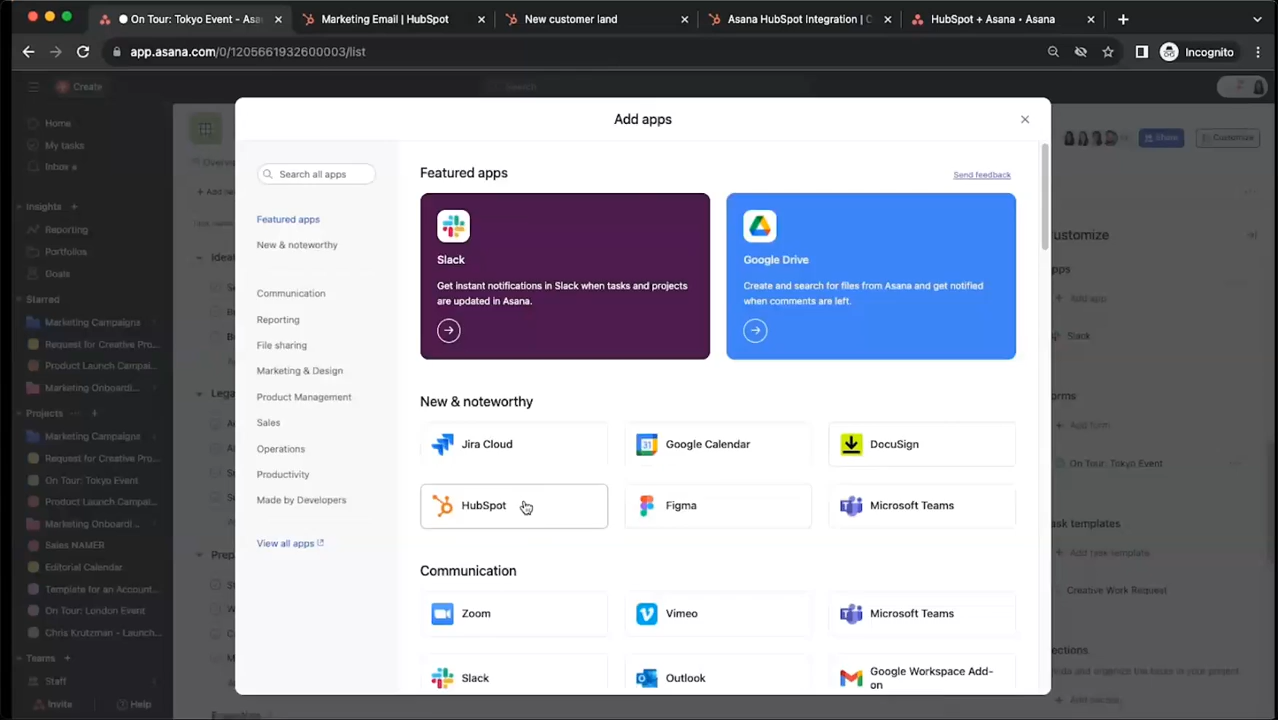 On Tour: Tokyo Event - Asa
Marketing Email | HubSpot
New customer land
Asana HubSpot Integration | C
HubSpot + Asana • Asana
app.asana.com/0/1205661932600003/list
Incognito
Create
Search
Home
My tasks
Inbox
Insights
Reporting
Portfolios
Goals
Starred
Marketing Campaigns
Request for Creative Pro...
Product Launch Campai...
Marketing Onboardi...
Projects
Marketing Campaigns
Request for Creative Pro...
On Tour: Tokyo Event
Product Launch Campai...
Marketing Onboardi...
Sales NAMER
Editorial Calendar
Template for an Account...
On Tour: London Event
Chris Krutzman - Launch...
Teams
Staff
Invite
Help
Share
Customize
Add apps
Search all apps
Featured apps
New & noteworthy
Communication
Reporting
File sharing
Marketing & Design
Product Management
Sales
Operations
Productivity
Made by Developers
View all apps
Featured apps
Send feedback
Slack
Get instant notifications in Slack when tasks and projects
are updated in Asana.
Google Drive
Create and search for files from Asana and get notified
when comments are left.
New & noteworthy
Jira Cloud
31
Google Calendar
DocuSign
HubSpot
Figma
Microsoft Teams
Communication
Zoom
Vimeo
Microsoft Teams
Slack
Outlook
Google Workspace Add-
on
ustomize
Add app
Slack
orms
Add form
On Tour: Tokyo Event
ask templates
Add task template
Creative Work Request